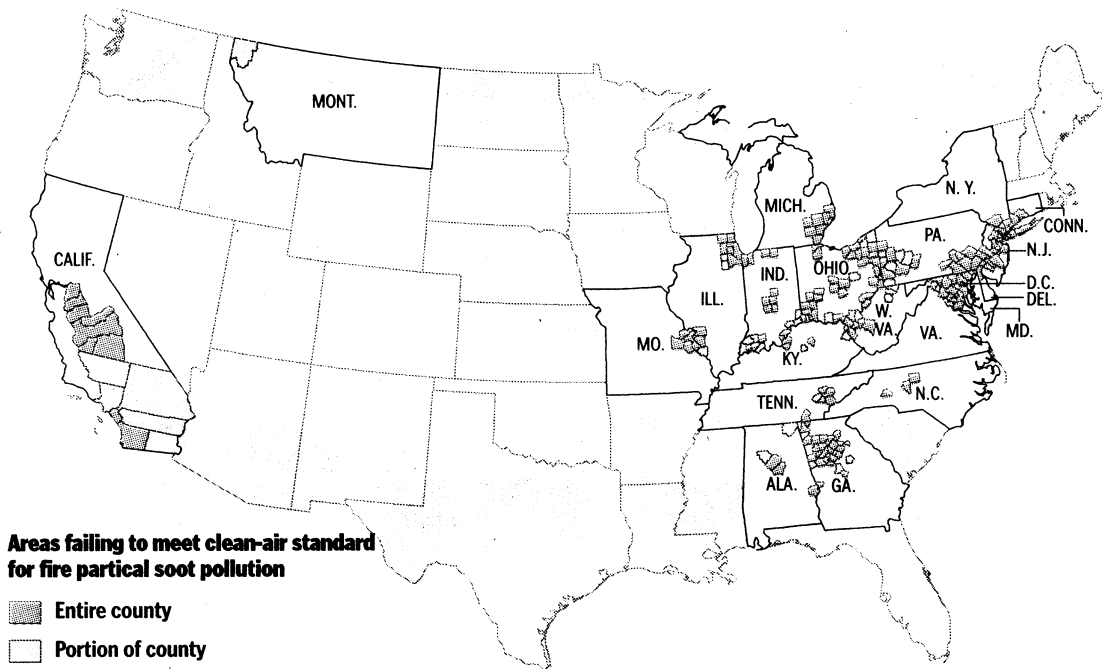 MONT.
N. Y.
MICH.
CONN.
PA.
N.J.
CALIF.
OHIO
IND.
D.C.
ILL.
DEL.
W.
VA.
VA.
MD.
MO.
KY.
TENN.
N.C.
ALA.
GA.
Areas failing to meet clean-air standard
for fire partical soot pollution
Entire county
Portion of county